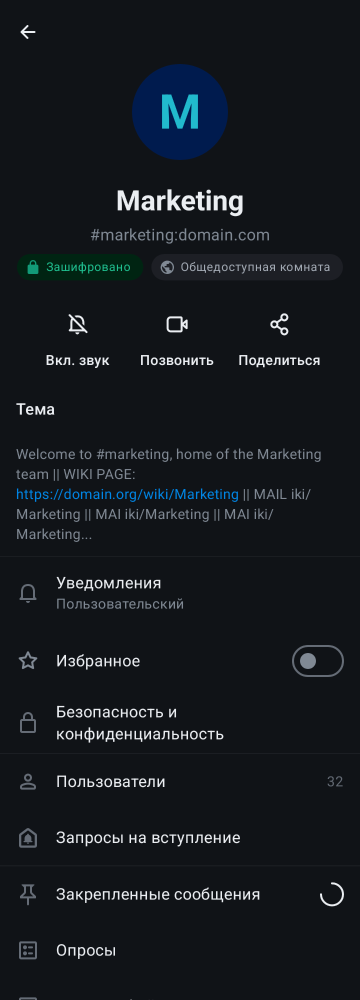 M
Marketing
#marketing:domain.com
Зашифровано
Общедоступная комната
Вкл. звук
Позвонить
Поделиться
Тема
Welcome to #marketing, home of the Marketing
team || WIKI PAGE:
https://domain.org/wiki/Marketing || MAIL iki/
Marketing || MAI iki/Marketing || MAI iki/
Marketing...
Уведомления
Пользовательский
Избранное
Безопасность и
конфиденциальность
Пользователи 32
Запросы на вступление
Закрепленные сообщения
Опросы